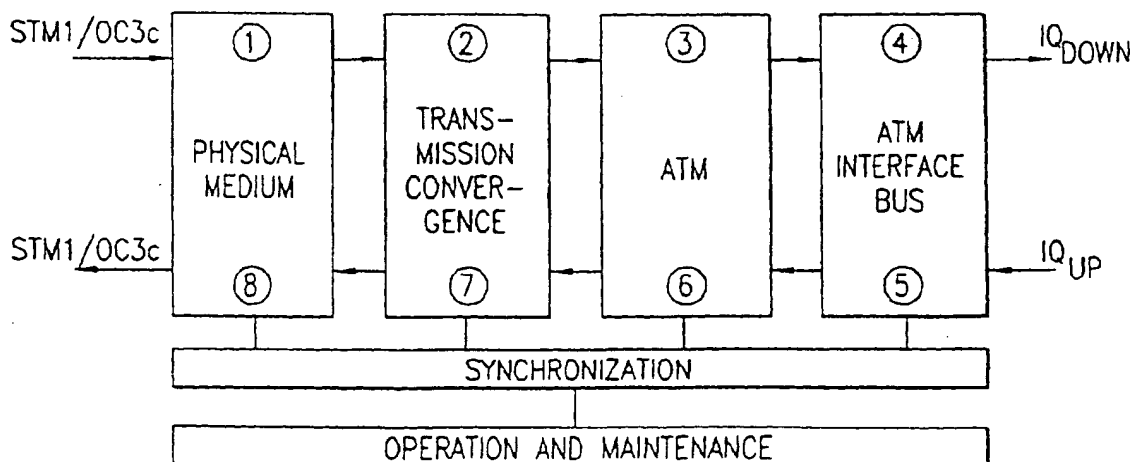 STM1/OC3c
1
2
3
4
IQDOWN
PHYSICAL
MEDIUM
TRANS-
MISSION
CONVER-
GENCE
ATM
ATM
INTERFACE
BUS
STM1/OC3c
8
7
6
5
IQUP
SYNCHRONIZATION
OPERATION AND MAINTENANCE